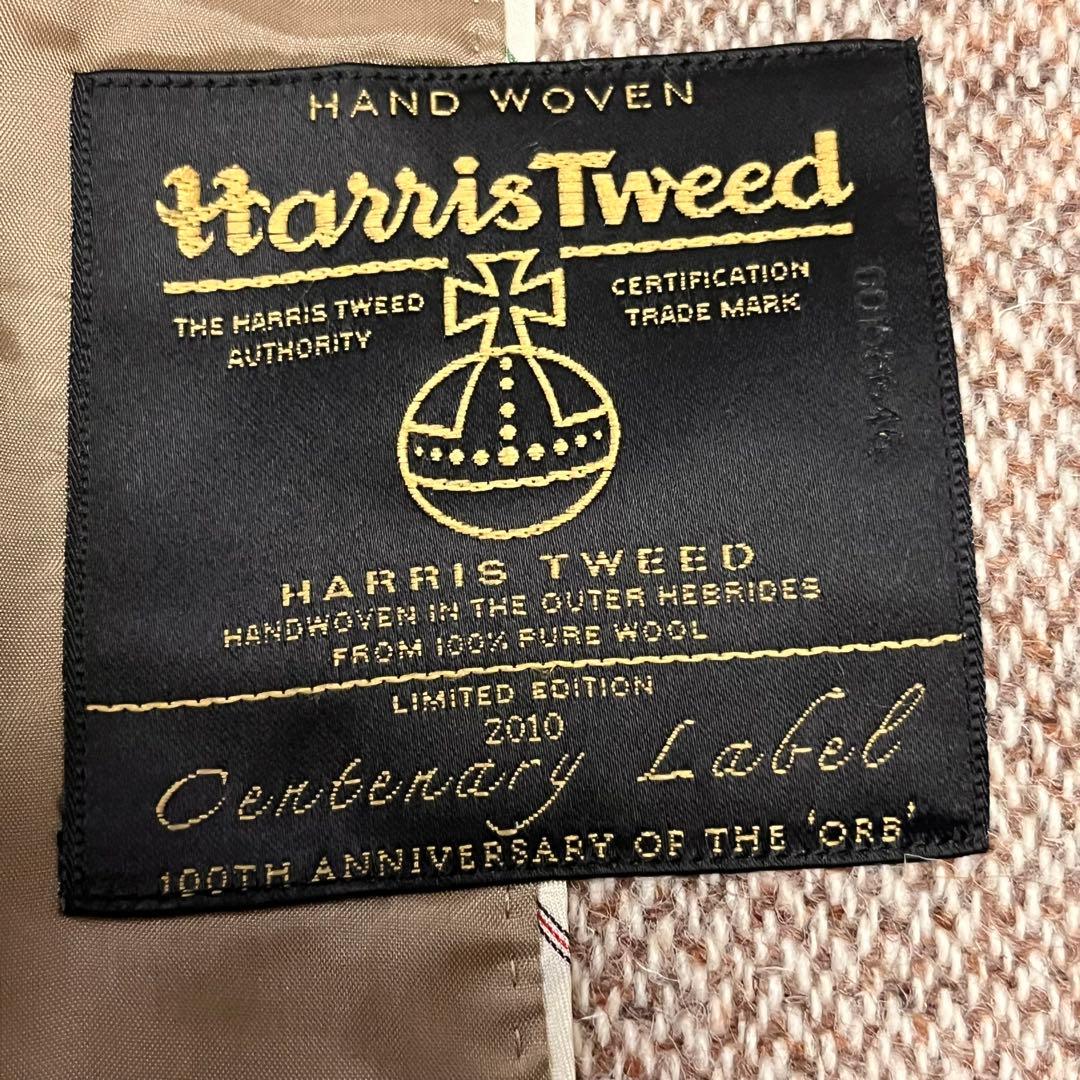 HAND WOVEN
Harris Tweed
THE HARRIS TWEED
AUTHORITY
CERTIFICATION
TRADE MARK
HARRIS TWEED
HANDWOVEN IN THE OUTER HEBRIDES
FROM 100% PURE WOOL
LIMITED EDITION
2010
Centenary Label
100TH ANNIVERSARY OF THE 'ORB'